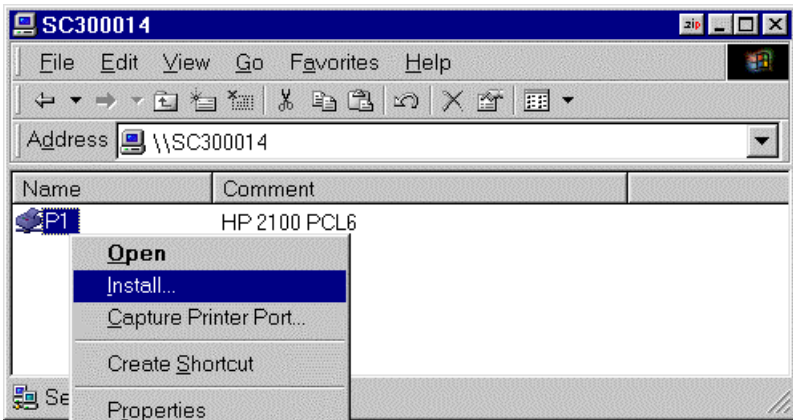 SC300014
zip
File Edit View Go Favorites Help
Address \\SC300014
Name Comment
P1 HP 2100 PCL6
Open
Install...
Capture Printer Port...
Create Shortcut
Se
Properties